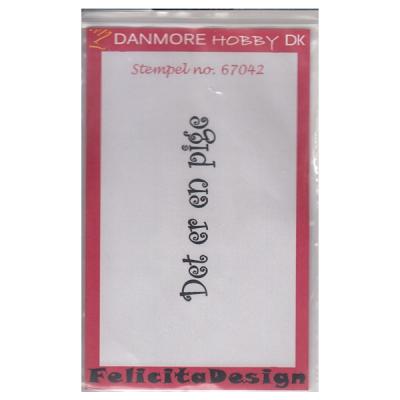 DANMORE HOBBY DK
Stempel no. 67042
Det er en pige
FelicitaDesign